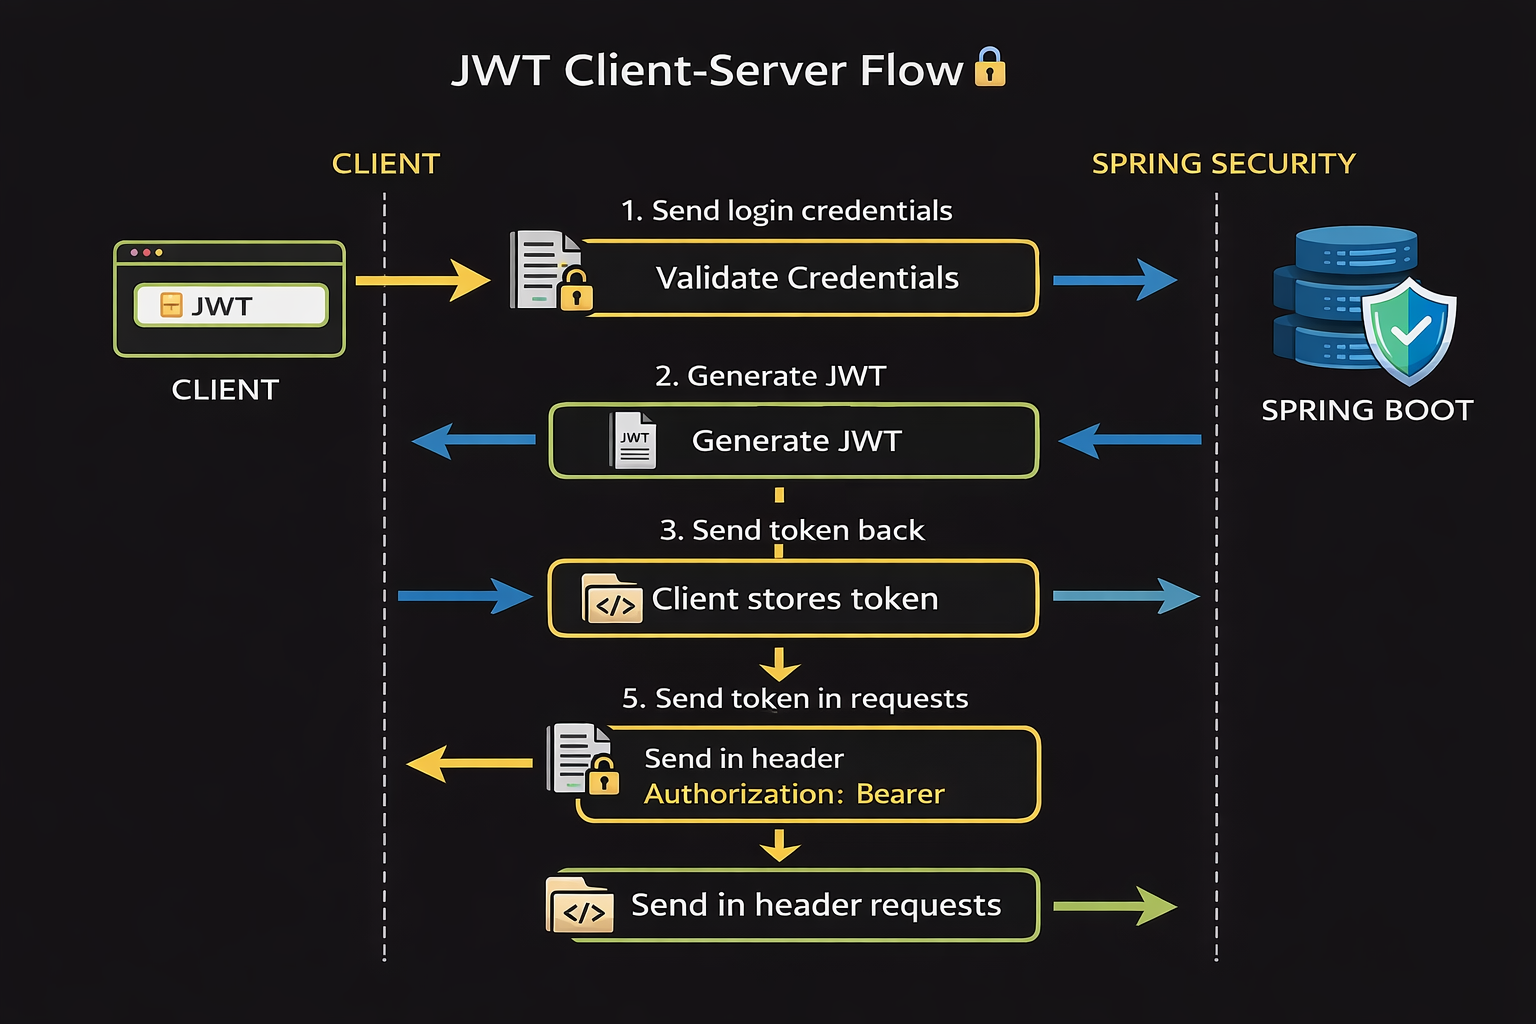 JWT Client-Server Flow
CLIENT
SPRING SECURITY
1. Send login credentials
Validate Credentials
JWT
CLIENT
SPRING BOOT
2. Generate JWT
JWT
Generate JWT
3. Send token back
</> Client stores token
5. Send token in requests
Send in header
Authorization: Bearer
</> Send in header requests